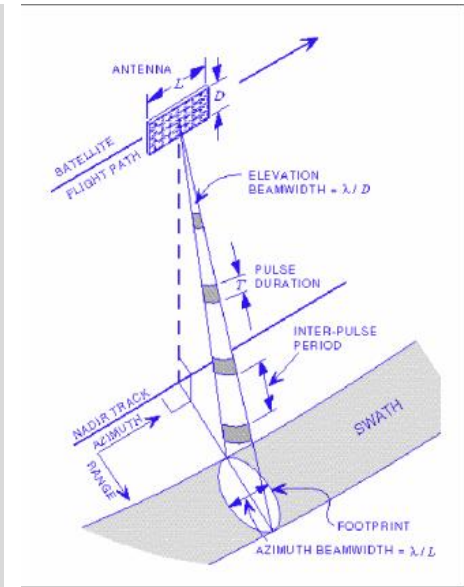 ANTENNA
L
D
SATELLITE
FLIGHT PATH
ELEVATION
BEAMWIDTH = λ / D
PULSE
DURATION
T
INTER-PULSE
PERIOD
NADIR TRACK
AZIMUTH
RANGE
SWATH
FOOTPRINT
AZIMUTH BEAMWIDTH = λ/L